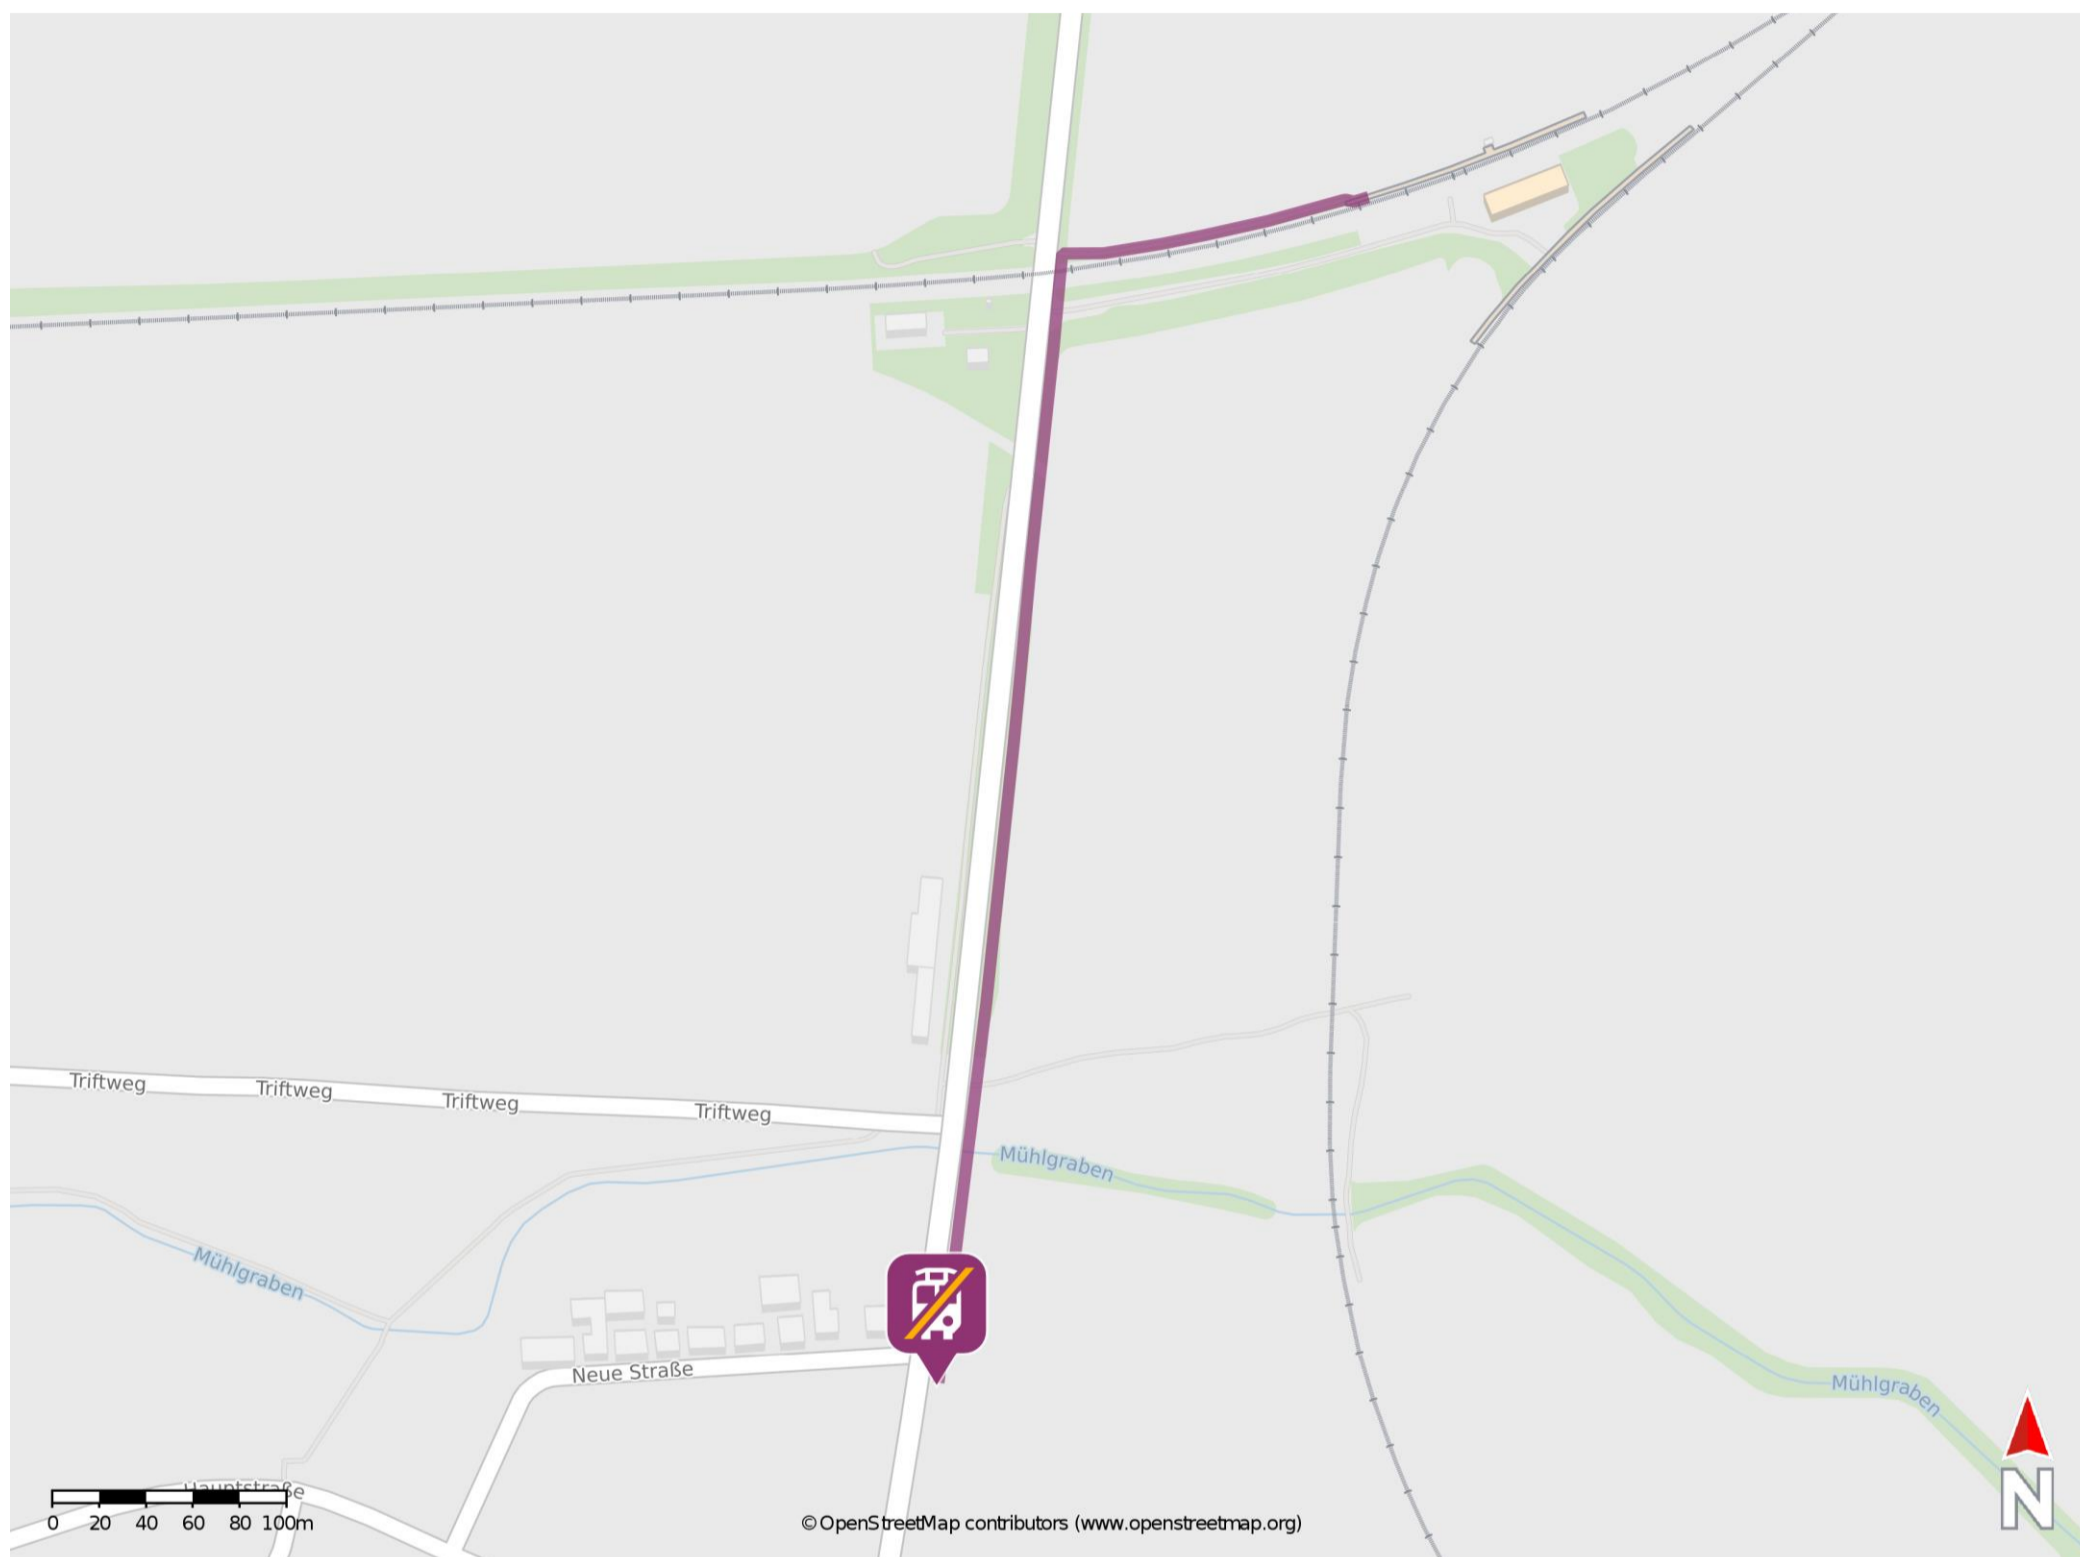 Triftweg
Triftweg
Triftweg
Triftweg
Mühlgraben
Mühlgraben
Neue Straße
Mühlgraben
Hauptstraße
0 20 40 60 80 100m
© OpenStreetMap contributors (www.openstreetmap.org)
N